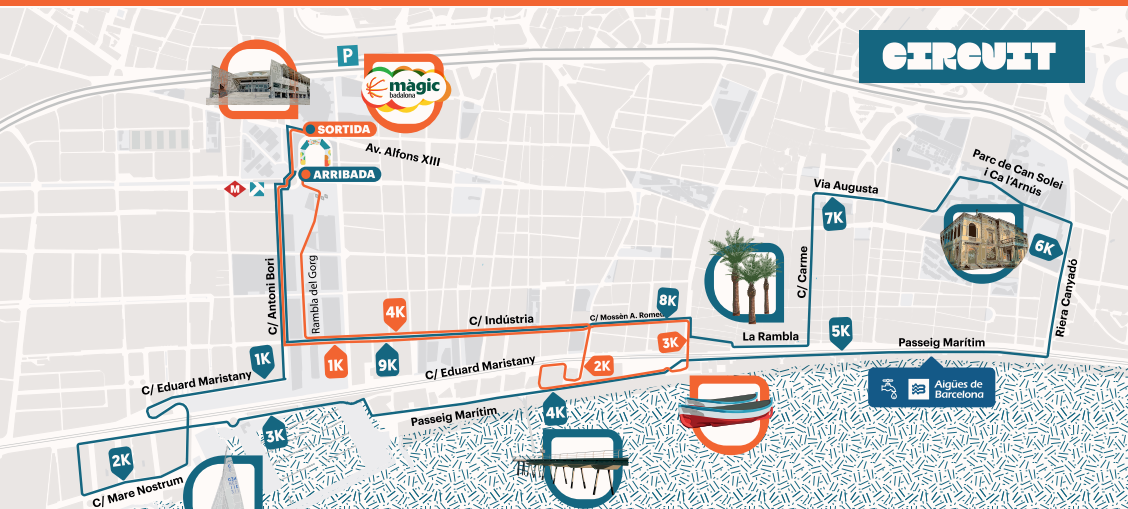 CIRCUIT
P
màgic
badalona
SORTIDA
Av. Alfons XIII
ARRIBADA
M
Parc de Can Solei
i Ca l'Arnús
Via Augusta
7K
6K
C/ Antoni Bori
Rambla del Gorg
C/ Carme
Riera Canyadó
8K
4K
C/ Indústria
C/ Mossèn A. Romeu
La Rambla
5K
Passeig Marítim
3K
1K
1K
9K
C/ Eduard Maristany
2K
C/ Eduard Maristany
Aigües de
Barcelona
4K
Passeig Marítim
3K
2K
C/ Mare Nostrum